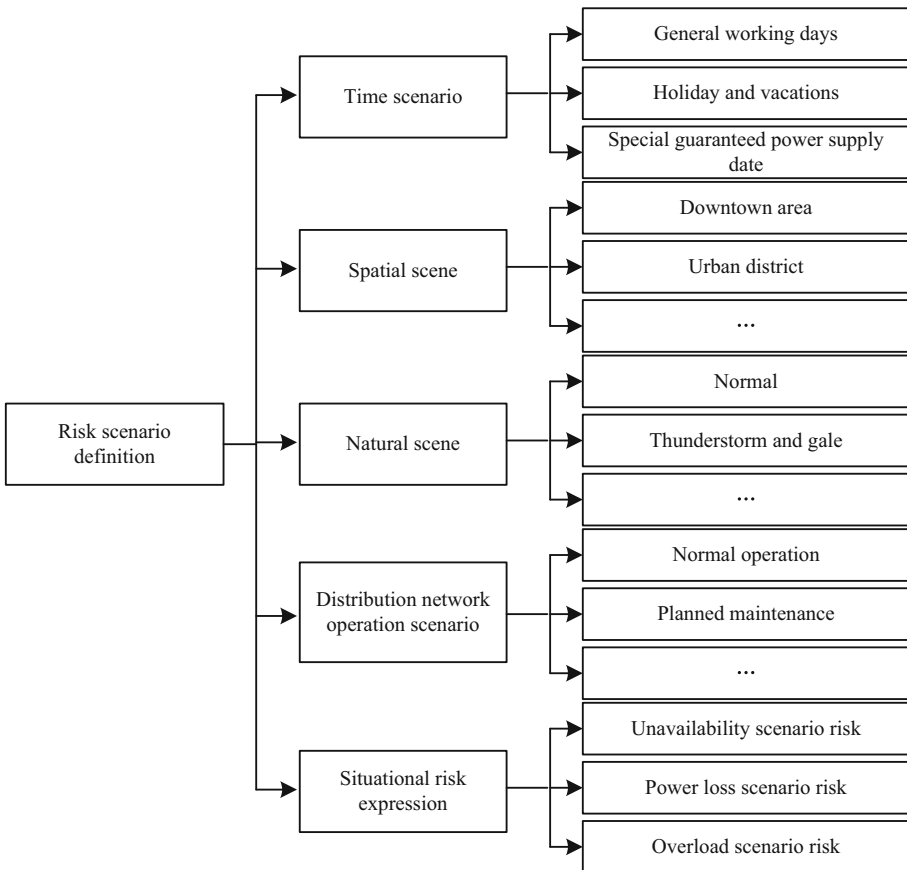 General working days
Time scenario
Holiday and vacations
Special guaranteed power supply
date
Downtown area
Spatial scene
Urban district
...
Normal
Risk scenario
definition
Natural scene
Thunderstorm and gale
...
Normal operation
Distribution network
operation scenario
Planned maintenance
...
Unavailability scenario risk
Situational risk
expression
Power loss scenario risk
Overload scenario risk